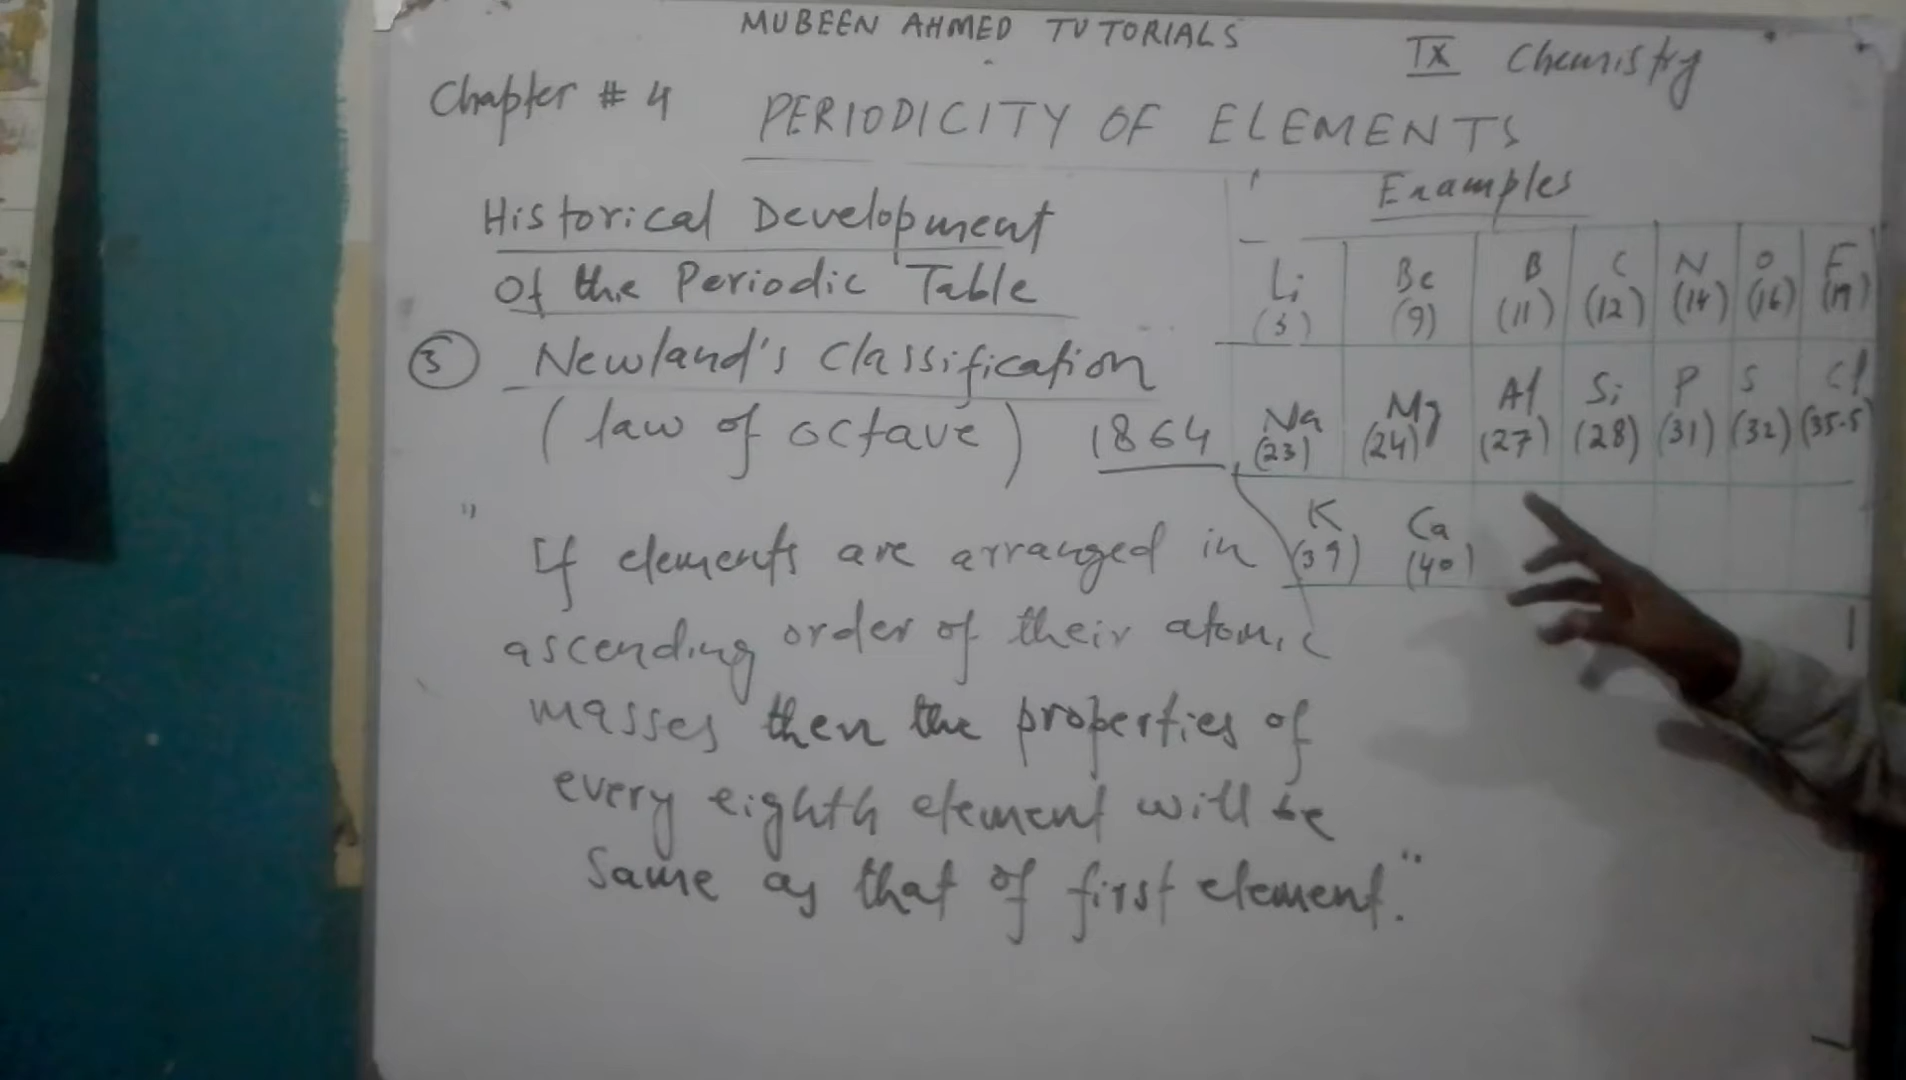 MUBEEN AHMED TUTORIALS
IX Chemistry
Chapter # 4 PERIODICITY OF ELEMENTS
Historical Development
Of the Periodic Table
3 Newland's Classification
(law of octave) 1864
"If elements are arranged in
ascending order of their atomic
masses then the properties of
every eighth element will be
Same as that of first element."
Examples
Li Be B C N O F
(9) (11) (12) (14) (16) (19)
Na Mg Al Si P S Cl
(23) (24) (27) (28) (31) (32) (35.5)
K Ca
(39) (40)